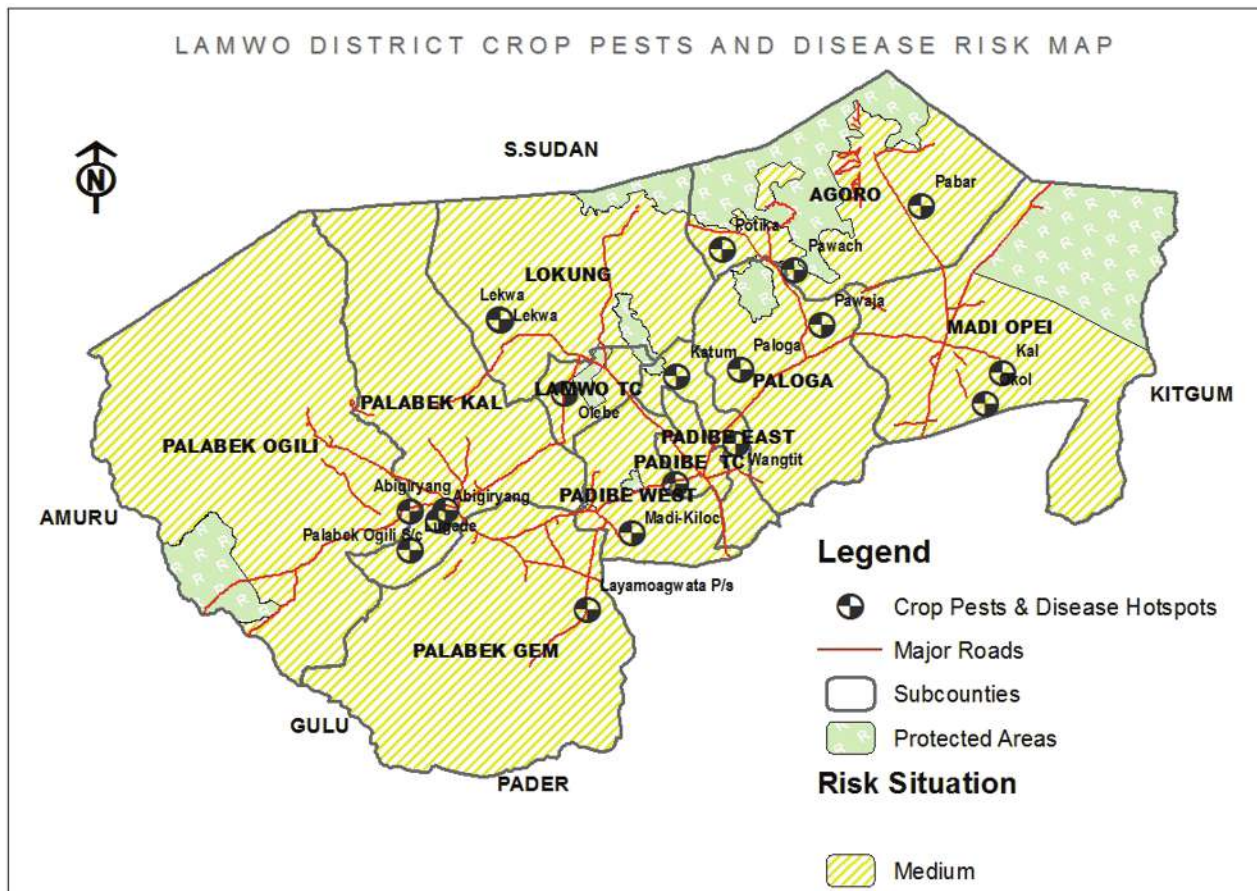 LAMWO DISTRICT CROP PESTS AND DISEASE RISK MAP
S.SUDAN
N
AGORO
Pabar
Potika
Pawach
LOKUNG
Lekwa
Lekwa
Pawaja
MADI OPEI
Katum
Paloga
Kal
PALOGA
Okol
LAMWO TC
KITGUM
PALABEK KAL
Olebe
PALABEK OGILI
PADIBE EAST
PADIBE TC
Wangtit
Abigiryang
Abigiryang
PADIBE WEST
AMURU
Lugede
Madi-Kiloc
Palabek Ogili S/c
Layamoagwata P/s
PALABEK GEM
GULU
PADER
Legend
Crop Pests & Disease Hotspots
Major Roads
Subcounties
Protected Areas
Risk Situation
Medium